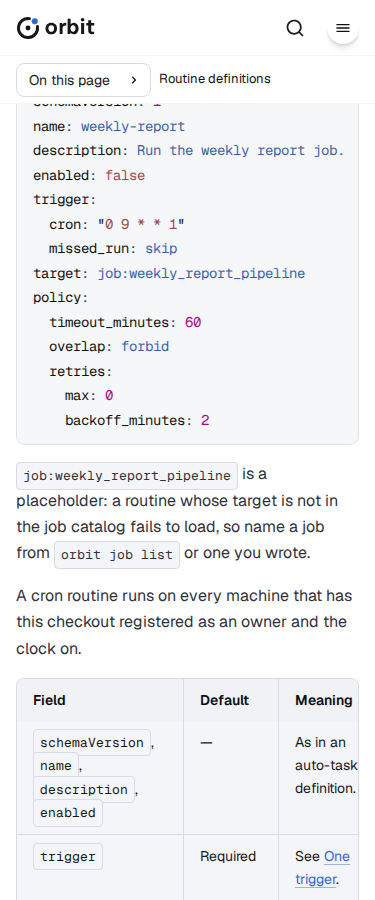 orbit
On this page
Routine definitions
schemaVersion: 1
name: weekly-report
description: Run the weekly report job.
enabled: false
trigger:
cron: "0 9 * * 1"
missed_run: skip
target: job:weekly_report_pipeline
policy:
timeout_minutes: 60
overlap: forbid
retries:
max: 0
backoff_minutes: 2
job:weekly_report_pipeline is a
placeholder: a routine whose target is not in
the job catalog fails to load, so name a job
from orbit job list or one you wrote.
A cron routine runs on every machine that has
this checkout registered as an owner and the
clock on.
Field Default Meaning
schemaVersion, — As in an
name, auto-task
description, definition.
enabled
trigger Required See One
trigger.